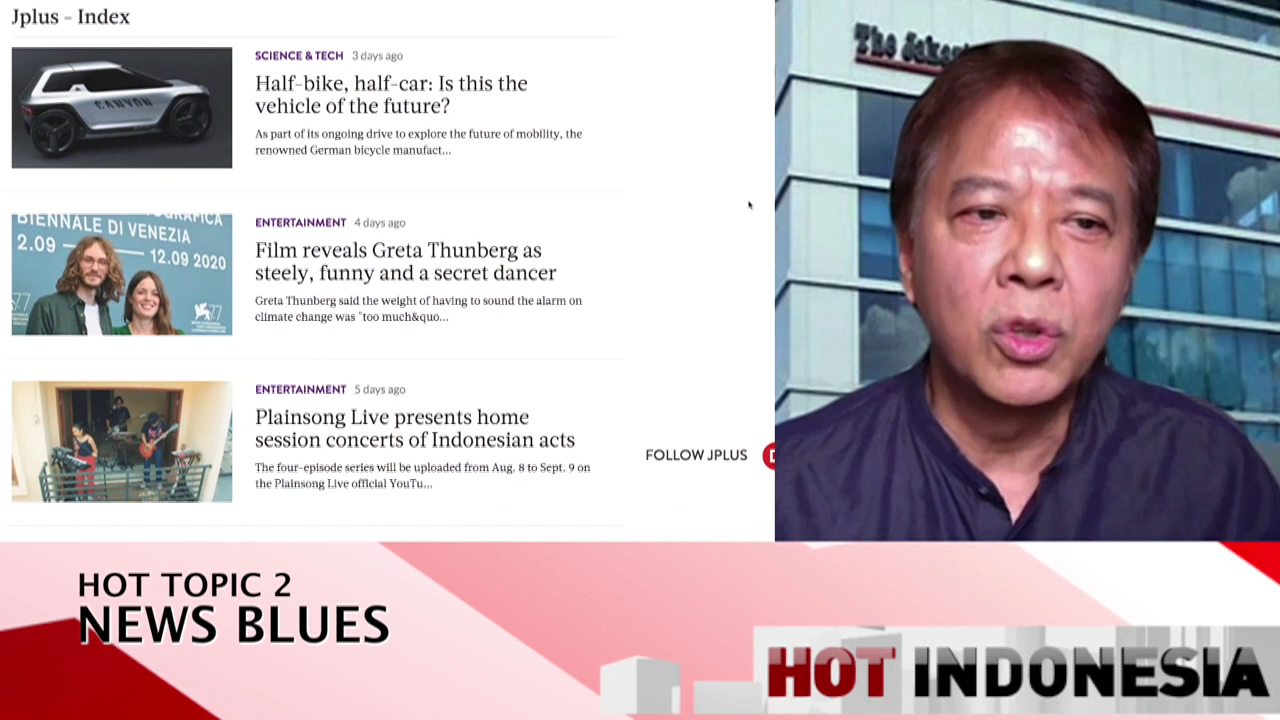 Jplus - Index
CANYON
SCIENCE & TECH 3 days ago
Half-bike, half-car: Is this the
vehicle of the future?
As part of its ongoing drive to explore the future of mobility, the
renowned German bicycle manufact...
BIENNALE DI VENEZIA
2.09
12.09 2020
ENTERTAINMENT 4 days ago
Film reveals Greta Thunberg as
steely, funny and a secret dancer
Greta Thunberg said the weight of having to sound the alarm on
climate change was "too much&quo...
ENTERTAINMENT 5 days ago
Plainsong Live presents home
session concerts of Indonesian acts
The four-episode series will be uploaded from Aug. 8 to Sept. 9 on
the Plainsong Live official YouTu...
FOLLOW JPLUS
The
HOT TOPIC 2
NEWS BLUES
HOT INDONESIA